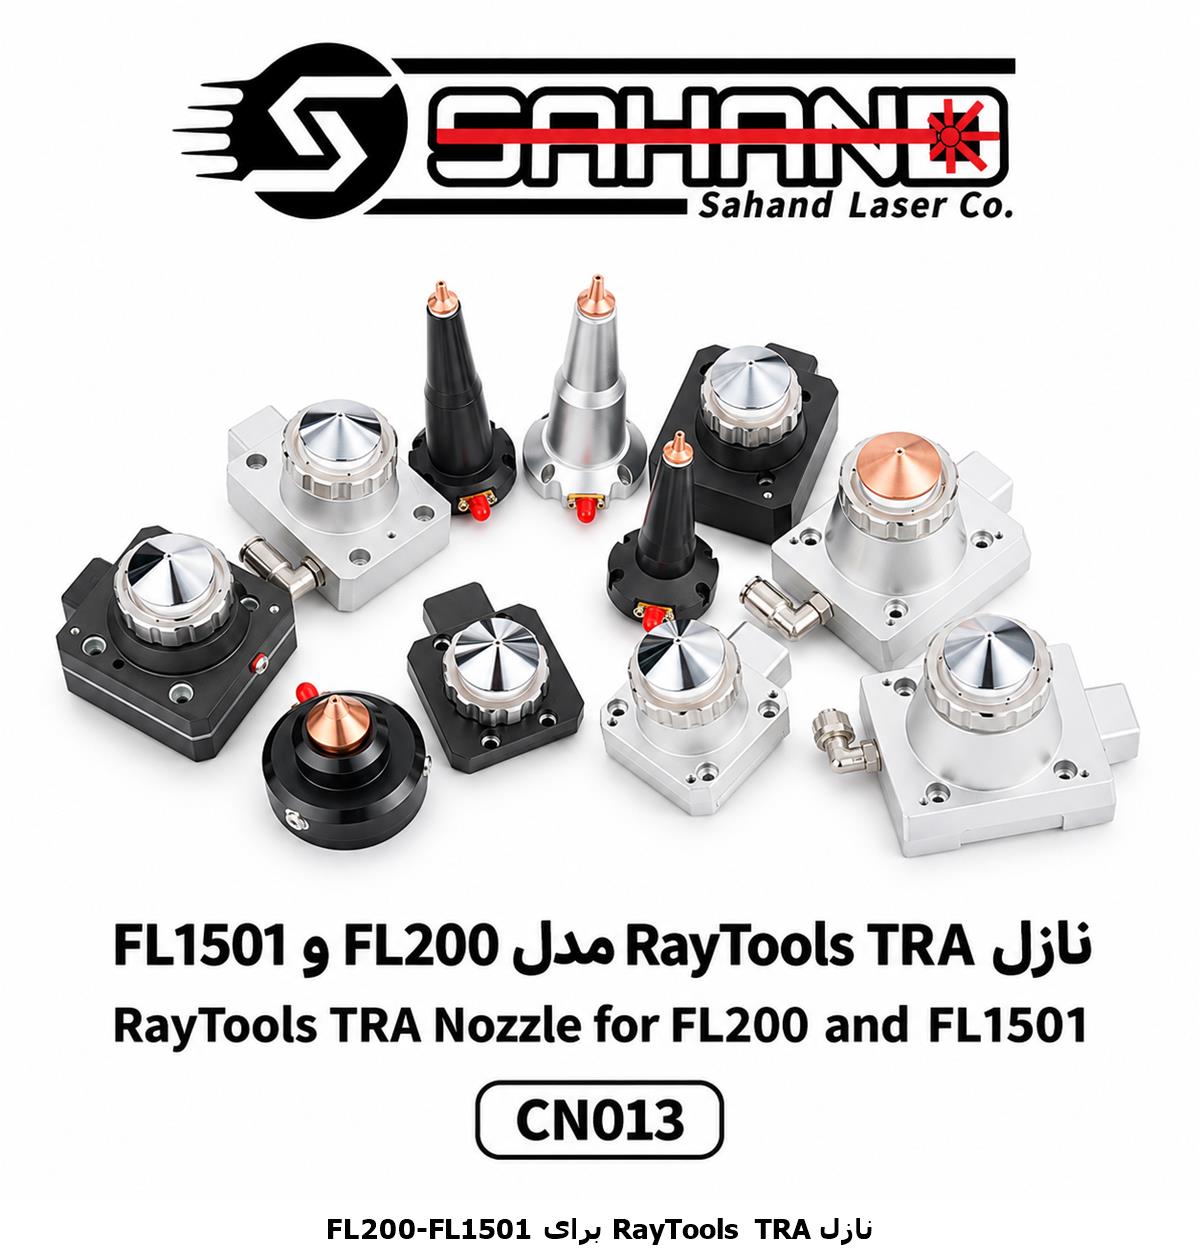 SAHAND
Sahand Laser Co.
نازل RayTools TRA مدل FL200 و FL1501
RayTools TRA Nozzle for FL200 and FL1501
CN013
نازل RayTools TRA برای FL200-FL1501